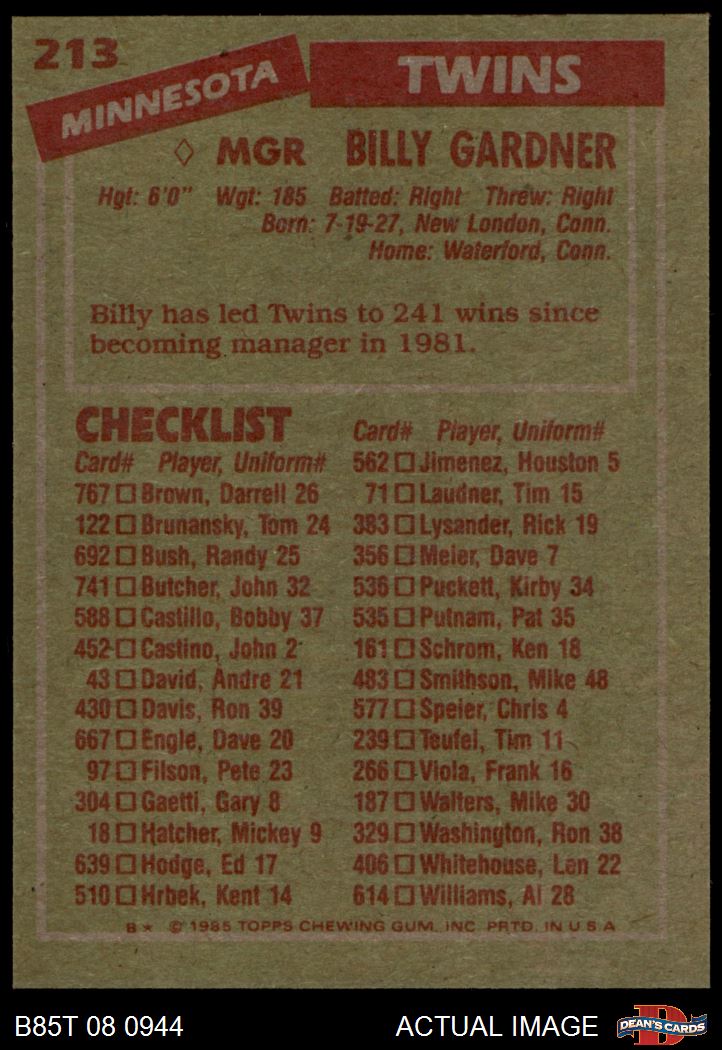 213
MINNESOTA TWINS
◊ MGR BILLY GARDNER
Hgt: 6'0" Wgt: 185 Batted: Right Threw: Right
Born: 7-19-27, New London, Conn.
Home: Waterford, Conn.
Billy has led Twins to 241 wins since
becoming manager in 1981.
CHECKLIST
Card# Player, Uniform#
767 □ Brown, Darrell 26
122 □ Brunansky, Tom 24
692 □ Bush, Randy 25
741 □ Butcher, John 32
588 □ Castillo, Bobby 37
452 □ Castino, John 2
43 □ David, Andre 21
430 □ Davis, Ron 39
667 □ Engle, Dave 20
97 □ Filson, Pete 23
304 □ Gaetti, Gary 8
18 □ Hatcher, Mickey 9
639 □ Hodge, Ed 17
510 □ Hrbek, Kent 14
Card# Player, Uniform#
562 □ Jimenez, Houston 5
71 □ Laudner, Tim 15
383 □ Lysander, Rick 19
356 □ Meier, Dave 7
536 □ Puckett, Kirby 34
535 □ Putnam, Pat 35
161 □ Schrom, Ken 18
483 □ Smithson, Mike 48
577 □ Speier, Chris 4
239 □ Teufel, Tim 11
266 □ Viola, Frank 16
187 □ Walters, Mike 30
329 □ Washington, Ron 38
406 □ Whitehouse, Len 22
614 □ Williams, Al 28
B* © 1985 TOPPS CHEWING GUM, INC. PRTD. IN U S A
B85T 08 0944
ACTUAL IMAGE
D
DEAN'S CARDS